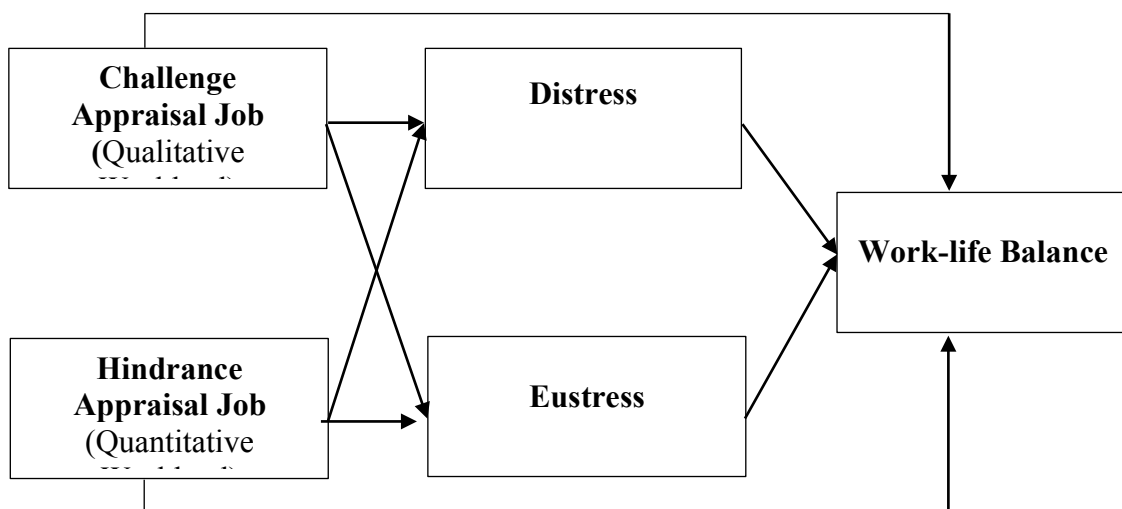 Challenge
Appraisal Job
(Qualitative
Distress
Work-life Balance
Hindrance
Appraisal Job
(Quantitative
Eustress